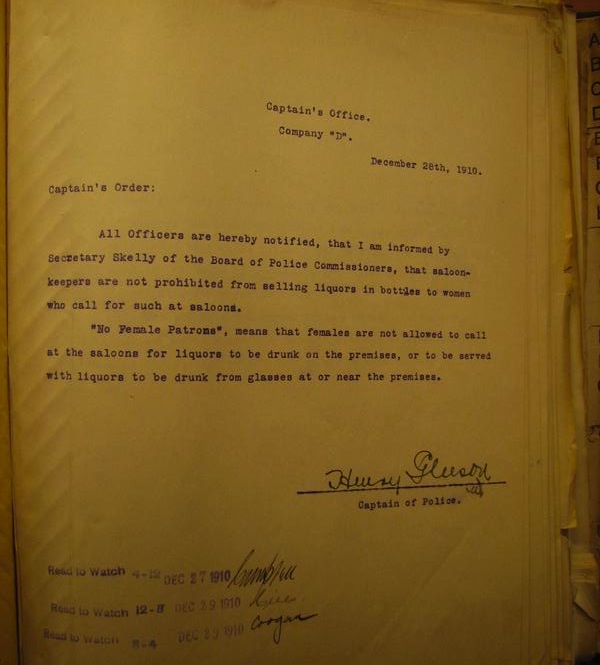 Captain's Office.
Company "D".
December 28th, 1910.
Captain's Order:
All Officers are hereby notified, that I am informed by
Secretary Skelly of the Board of Police Commissioners, that saloon-
keepers are not prohibited from selling liquors in bottles to women
who call for such at saloons.
"No Female Patrons", means that females are not allowed to call
at the saloons for liquors to be drunk on the premises, or to be served
with liquors to be drunk from glasses at or near the premises.
Henry Gleeson
Captain of Police.
Read to Watch 4-12 DEC 27 1910
Read to Watch 12-8 DEC 29 1910
Read to Watch 8-4 DEC 29 1910 Coogan
A
B
C
D
E
F
G